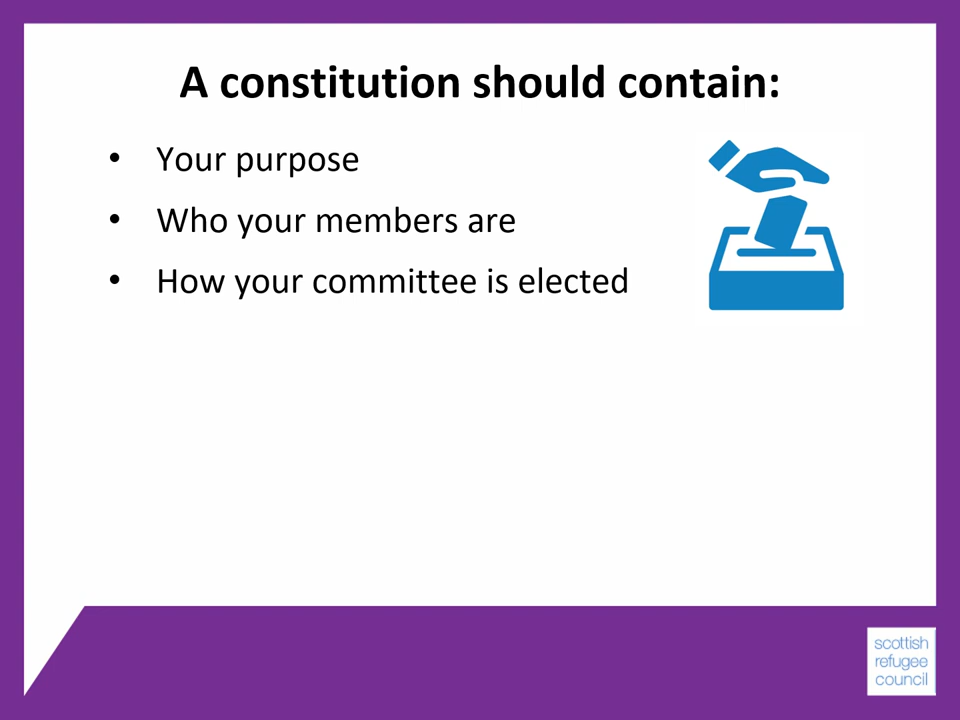 A constitution should contain:
• Your purpose
• Who your members are
• How your committee is elected
scottish
refugee
council